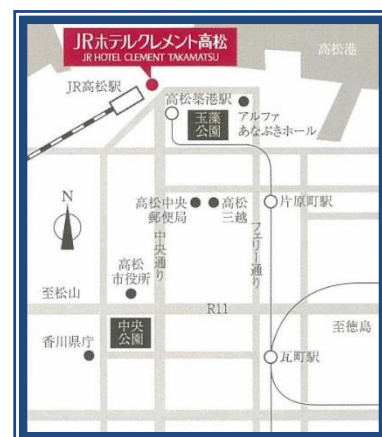 JRホテルクレメント高松
JR HOTEL CLEMENT TAKAMATSU
高松港
JR高松駅
高松築港駅
玉藻
公園
アルファ
あなぶきホール
N
高松中央
郵便局
高松
三越
片原町駅
中央通り
フェリー通り
高松
市役所
至松山
R11
香川県庁
中央
公園
至徳島
瓦町駅